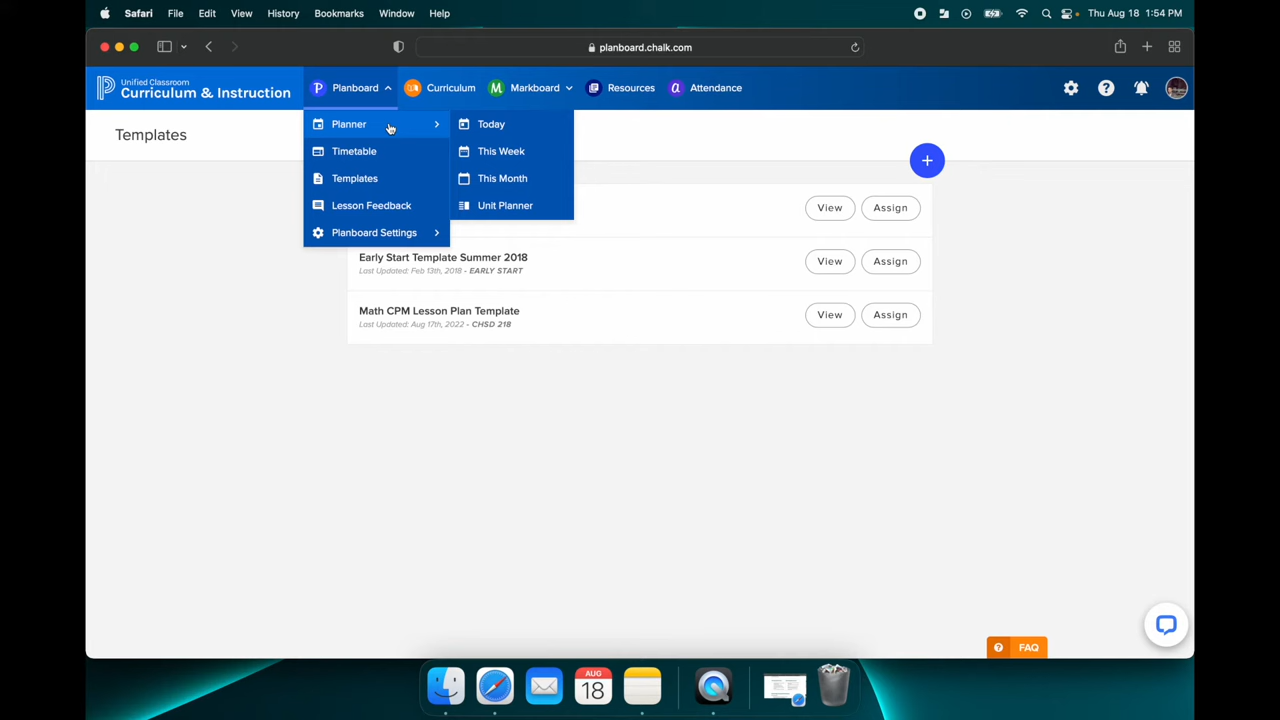 Safari File Edit View History Bookmarks Window Help Thu Aug 18 1:54 PM
planboard.chalk.com
Unified Classroom
Curriculum & Instruction
Planboard Curriculum Markboard Resources Attendance
Templates
Planner
Timetable
Templates
Lesson Feedback
Planboard Settings
Today
This Week
This Month
Unit Planner
+
View Assign
Early Start Template Summer 2018
Last Updated: Feb 13th, 2018 - EARLY START
View Assign
Math CPM Lesson Plan Template
Last Updated: Aug 17th, 2022 - CHSD 218
View Assign
? FAQ
AUG
18